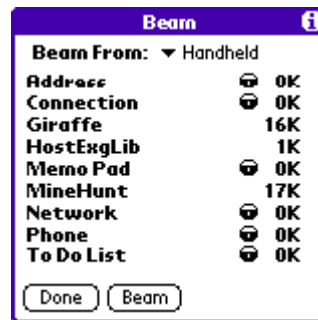 Beam
Beam From: Handheld
Address 0K
Connection 0K
Giraffe 16K
HostExgLib 1K
Memo Pad 0K
MineHunt 17K
Network 0K
Phone 0K
To Do List 0K
Done Beam